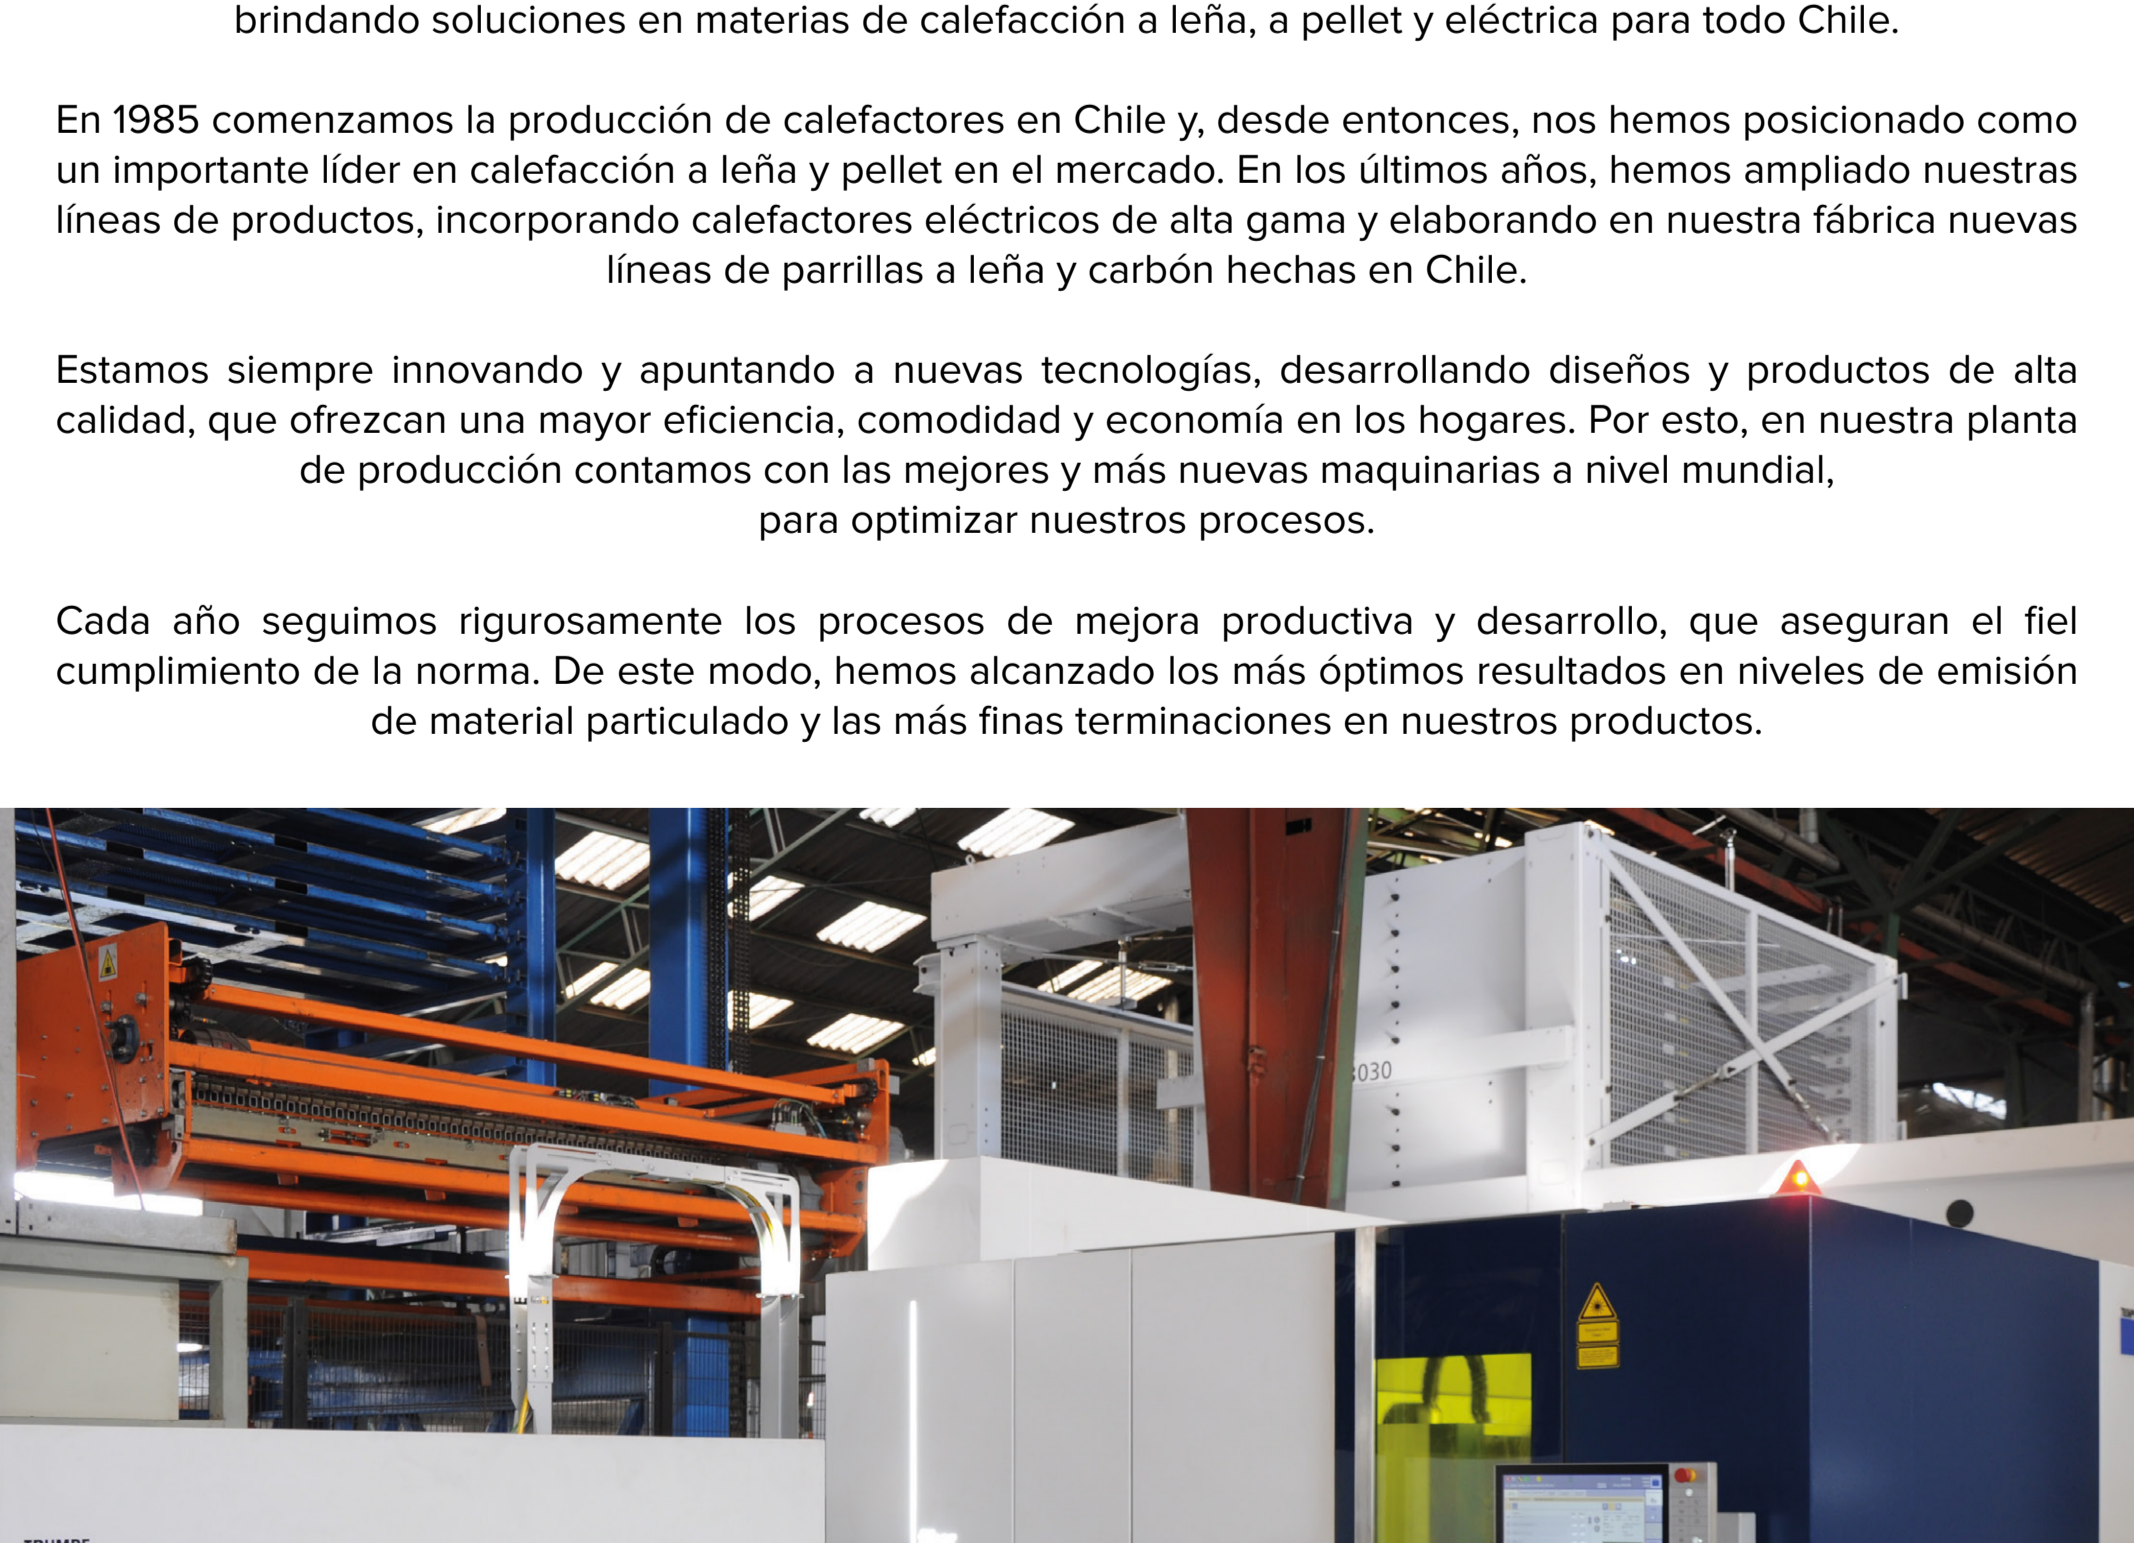 brindando soluciones en materias de calefacción a leña, a pellet y eléctrica para todo Chile.
En 1985 comenzamos la producción de calefactores en Chile y, desde entonces, nos hemos posicionado como
un importante líder en calefacción a leña y pellet en el mercado. En los últimos años, hemos ampliado nuestras
líneas de productos, incorporando calefactores eléctricos de alta gama y elaborando en nuestra fábrica nuevas
líneas de parrillas a leña y carbón hechas en Chile.
Estamos siempre innovando y apuntando a nuevas tecnologías, desarrollando diseños y productos de alta
calidad, que ofrezcan una mayor eficiencia, comodidad y economía en los hogares. Por esto, en nuestra planta
de producción contamos con las mejores y más nuevas maquinarias a nivel mundial,
para optimizar nuestros procesos.
Cada año seguimos rigurosamente los procesos de mejora productiva y desarrollo, que aseguran el fiel
cumplimiento de la norma. De este modo, hemos alcanzado los más óptimos resultados en niveles de emisión
de material particulado y las más finas terminaciones en nuestros productos.
3030